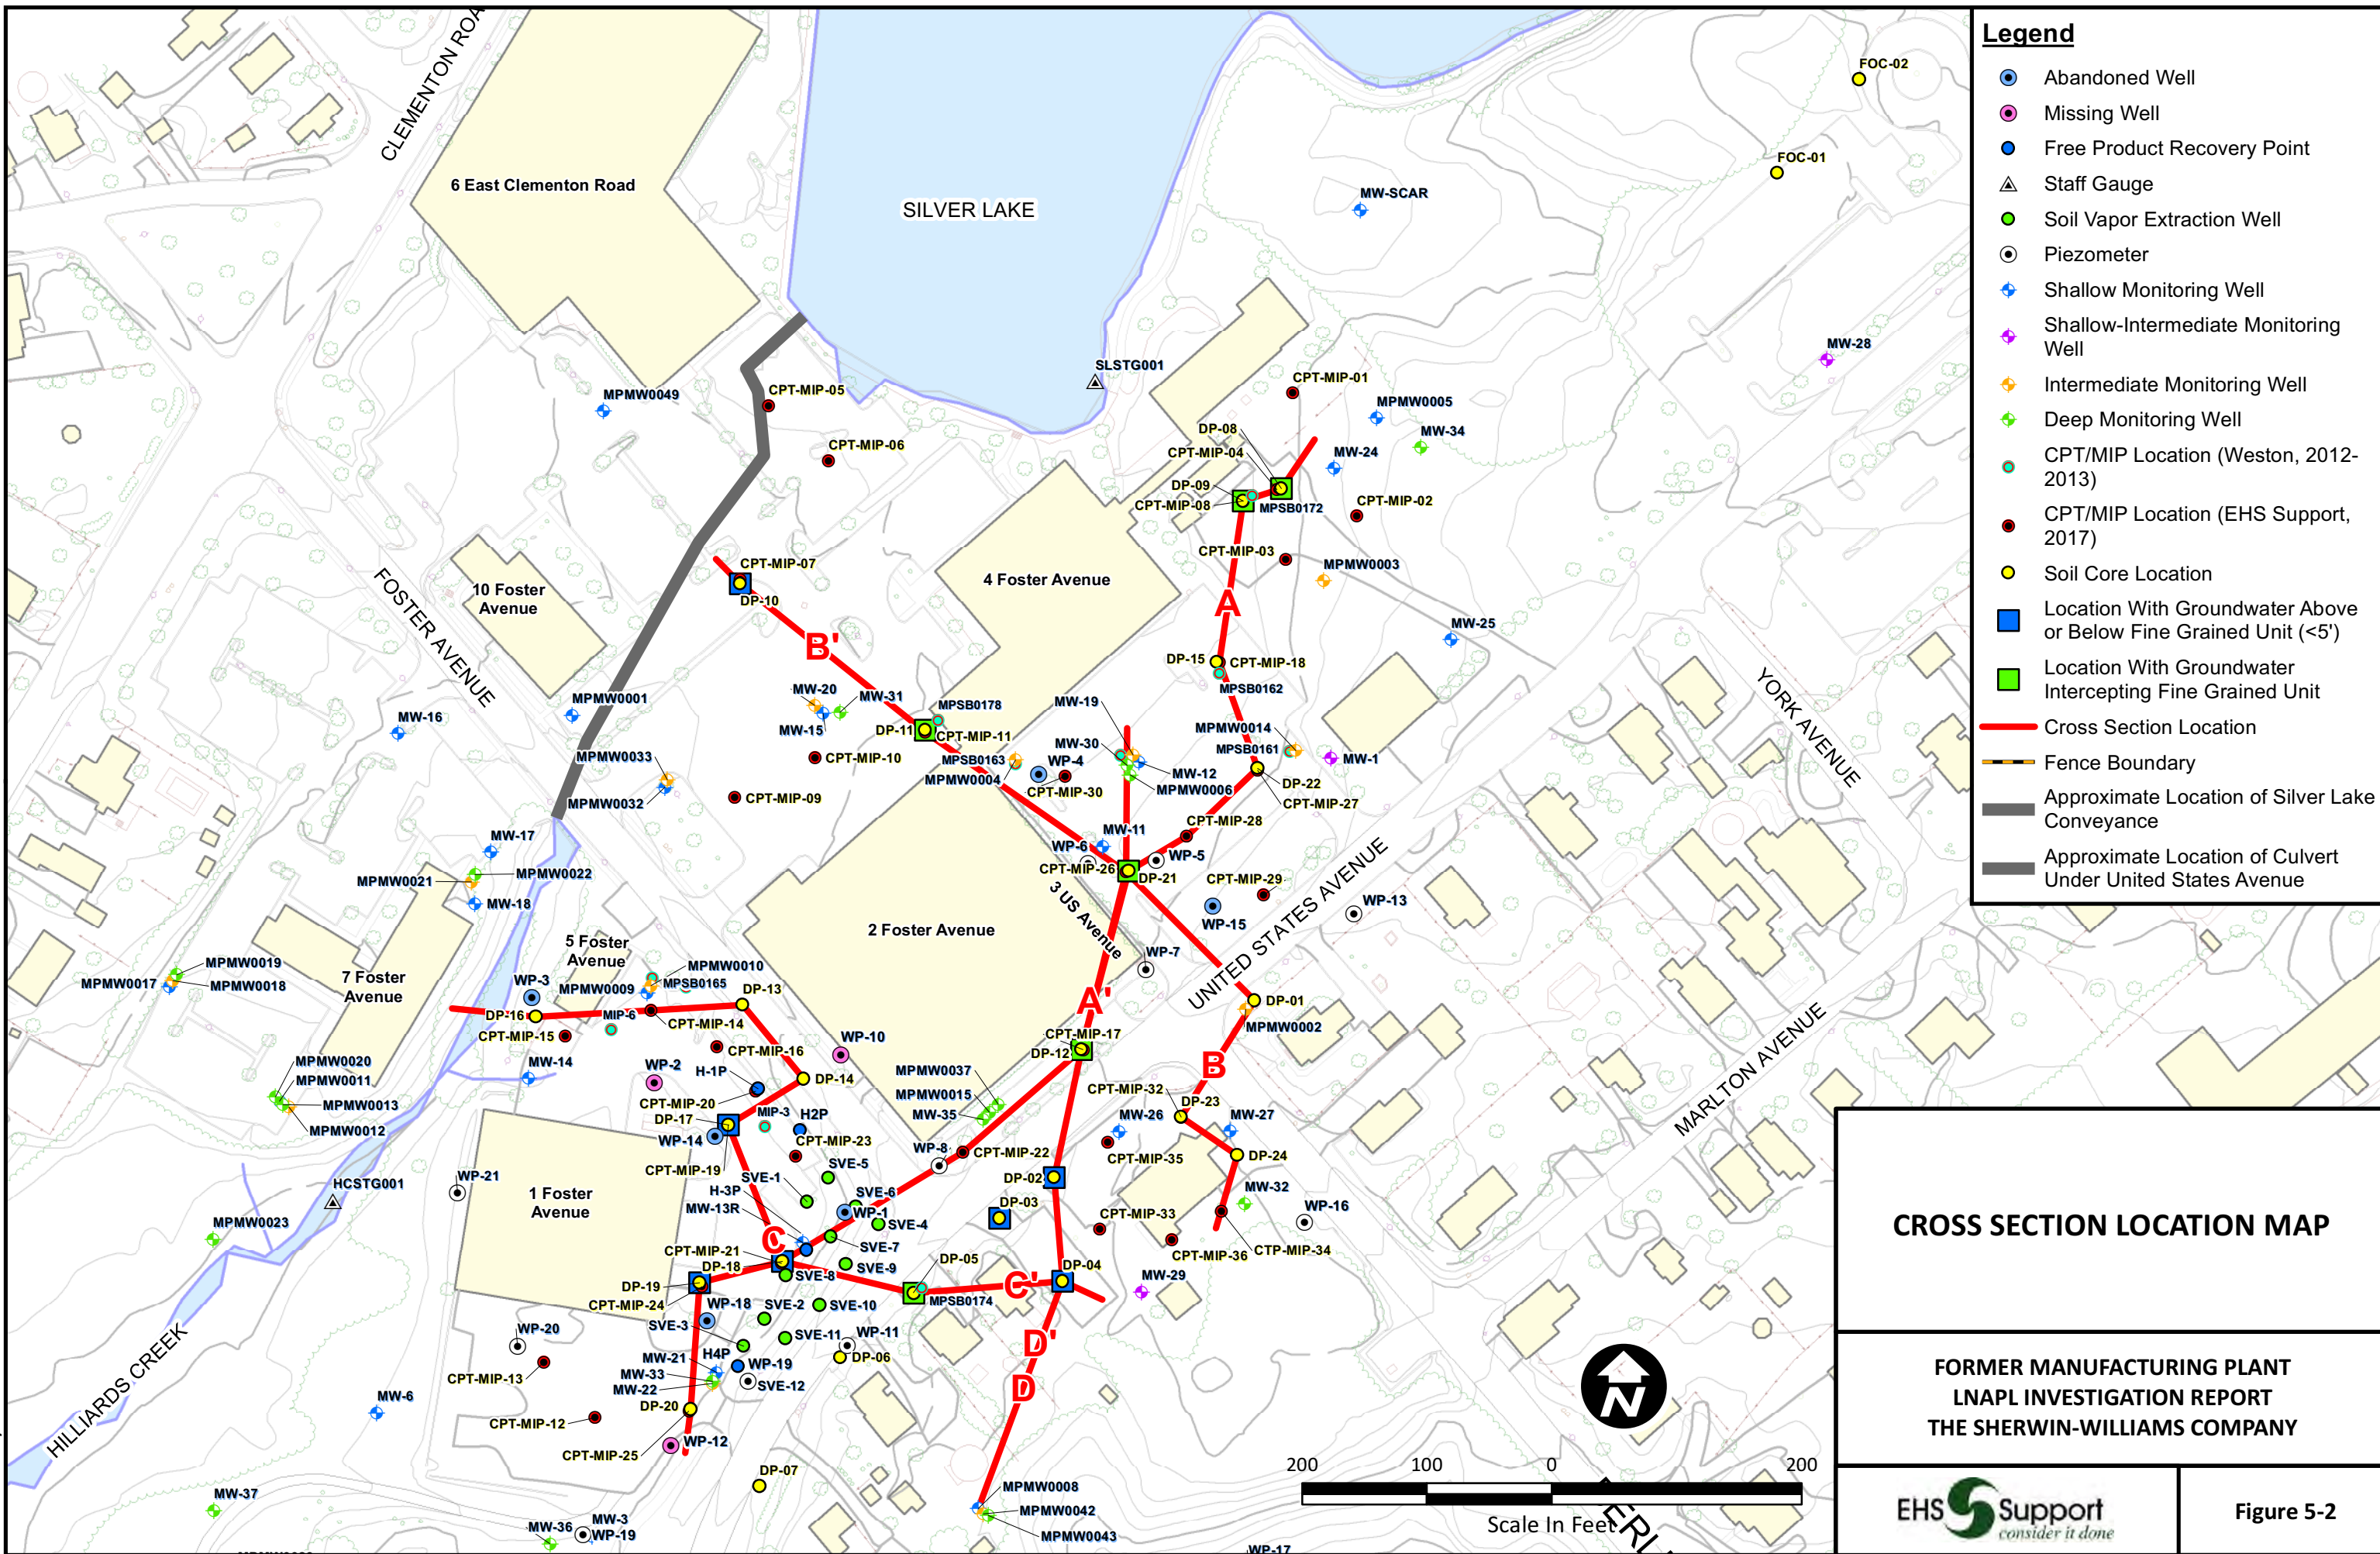 CLEMENTON ROA
6 East Clementon Road
SILVER LAKE
FOC-02
FOC-01
MW-SCAR
MW-28
SLSTG001
CPT-MIP-05
MPMW0049
CPT-MIP-06
CPT-MIP-01
MPMW0005
DP-08
MW-34
CPT-MIP-04
MW-24
DP-09
CPT-MIP-08
MPSB0172
CPT-MIP-02
CPT-MIP-03
MPMW0003
CPT-MIP-07
DP-10
10 Foster
Avenue
FOSTER AVENUE
4 Foster Avenue
A
B'
MW-25
DP-15
CPT-MIP-18
MPSB0162
YORK AVENUE
MW-20
MW-31
MW-15
MPSB0178
DP-11
CPT-MIP-11
MPMW0001
MW-16
MW-19
MW-30
MPMW0014
MPSB0161
MW-1
MPMW0033
CPT-MIP-10
MPSB0163
WP-4
MPMW0004
CPT-MIP-30
MW-12
MPMW0006
DP-22
CPT-MIP-27
MPMW0032
CPT-MIP-09
CPT-MIP-28
MW-17
MW-11
WP-6
WP-5
CPT-MIP-26
DP-21
CPT-MIP-29
MPMW0022
MPMW0021
MW-18
3 US Avenue
WP-15
WP-13
2 Foster Avenue
UNITED STATES AVENUE
5 Foster
Avenue
WP-7
MPMW0019
MPMW0017
MPMW0018
7 Foster
Avenue
WP-3
MPMW0010
MPMW0009
MPSB0165
DP-13
A'
DP-01
MPMW0002
DP-16
MIP-6
CPT-MIP-14
CPT-MIP-15
CPT-MIP-17
DP-12
CPT-MIP-16
WP-10
B
MARLTON AVENUE
MPMW0020
MPMW0011
MPMW0013
MPMW0012
MW-14
WP-2
H-1P
DP-14
CPT-MIP-20
MPMW0037
MPMW0015
MW-35
CPT-MIP-32
DP-23
DP-17
MIP-3
H2P
MW-26
MW-27
WP-14
CPT-MIP-23
WP-8
CPT-MIP-22
CPT-MIP-35
DP-24
CPT-MIP-19
SVE-5
SVE-1
DP-02
WP-21
HCSTG001
1 Foster
Avenue
H-3P
SVE-6
MW-13R
WP-1
DP-03
MW-32
WP-16
SVE-4
CPT-MIP-33
MPMW0023
C
SVE-7
CPT-MIP-21
CPT-MIP-36
CTP-MIP-34
DP-18
SVE-9
DP-05
DP-04
SVE-8
DP-19
C'
MW-29
CPT-MIP-24
MPSB0174
WP-18
SVE-2
SVE-10
SVE-3
SVE-11
WP-11
WP-20
D'
MW-21
H4P
WP-19
DP-06
MW-33
CPT-MIP-13
MW-22
SVE-12
D
MW-6
DP-20
CPT-MIP-12
HILLIARDS CREEK
CPT-MIP-25
WP-12
DP-07
MW-37
MPMW0008
MPMW0042
MPMW0043
MW-36
MW-3
WP-19
WP-17
200 100 0 200
Scale In Feet
N
Legend
Abandoned Well
Missing Well
Free Product Recovery Point
Staff Gauge
Soil Vapor Extraction Well
Piezometer
Shallow Monitoring Well
Shallow-Intermediate Monitoring
Well
Intermediate Monitoring Well
Deep Monitoring Well
CPT/MIP Location (Weston, 2012-
2013)
CPT/MIP Location (EHS Support,
2017)
Soil Core Location
Location With Groundwater Above
or Below Fine Grained Unit (<5')
Location With Groundwater
Intercepting Fine Grained Unit
Cross Section Location
Fence Boundary
Approximate Location of Silver Lake
Conveyance
Approximate Location of Culvert
Under United States Avenue
CROSS SECTION LOCATION MAP
FORMER MANUFACTURING PLANT
LNAPL INVESTIGATION REPORT
THE SHERWIN-WILLIAMS COMPANY
EHS Support
consider it done
Figure 5-2